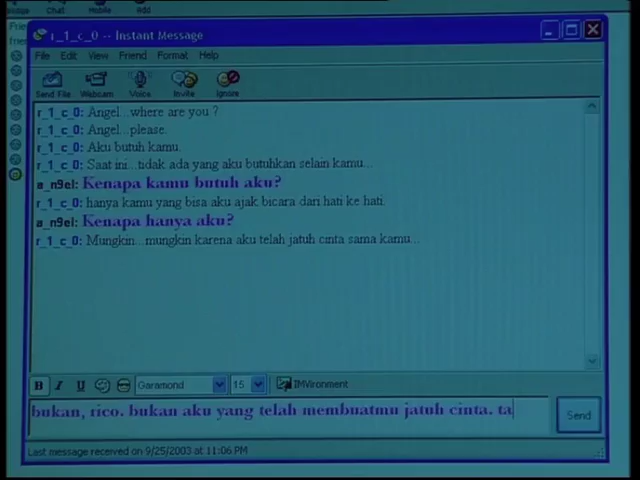 Chat
Mobile
Add
r_1_c_0 -- Instant Message
File Edit View Friend Format Help
Send File Webcam Voice Invite Ignore
r_1_c_0: Angel...where are you ?
r_1_c_0: Angel...please.
r_1_c_0: Aku butuh kamu.
r_1_c_0: Saat ini...tidak ada yang aku butuhkan selain kamu...
a_n9el: Kenapa kamu butuh aku?
r_1_c_0: hanya kamu yang bisa aku ajak bicara dari hati ke hati.
a_n9el: Kenapa hanya aku?
r_1_c_0: Mungkin...mungkin karena aku telah jatuh cinta sama kamu...
B I U Garamond 15 IMVironment
bukan, rico. bukan aku yang telah membuatmu jatuh cinta. ta
Send
Last message received on 9/25/2003 at 11:06 PM